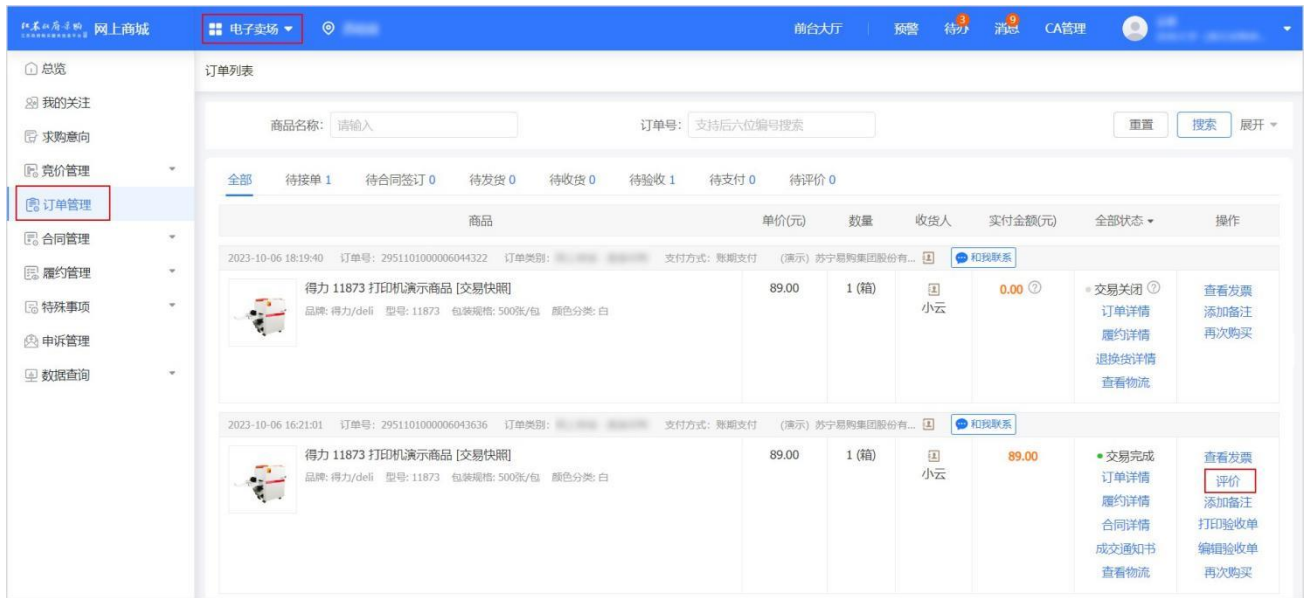 网上商城 电子卖场 前台大厅 预警 待办 3 消息 9 CA管理
总览
我的关注
求购意向
竞价管理
订单管理
合同管理
履约管理
特殊事项
申诉管理
数据查询
订单列表
商品名称: 请输入 订单号: 支持后六位编号搜索 重置 搜索 展开
全部 待接单 1 待合同签订 0 待发货 0 待收货 0 待验收 1 待支付 0 待评价 0
商品 单价(元) 数量 收货人 实付金额(元) 全部状态 操作
2023-10-06 18:19:40 订单号: 2951101000006044322 订单类别: 支付方式: 账期支付 (演示) 苏宁易购集团股份有... 和我联系
得力 11873 打印机演示商品 [交易快照] 89.00 1 (箱) 小云 0.00 交易关闭 查看发票
品牌: 得力/deli 型号: 11873 包装规格: 500张/包 颜色分类: 白 订单详情 添加备注
履约详情 再次购买
退换货详情
查看物流
2023-10-06 16:21:01 订单号: 2951101000006043636 订单类别: 支付方式: 账期支付 (演示) 苏宁易购集团股份有... 和我联系
得力 11873 打印机演示商品 [交易快照] 89.00 1 (箱) 小云 89.00 交易完成 查看发票
品牌: 得力/deli 型号: 11873 包装规格: 500张/包 颜色分类: 白 订单详情 评价
履约详情 添加备注
合同详情 打印验收单
成交通知书 编辑验收单
查看物流 再次购买